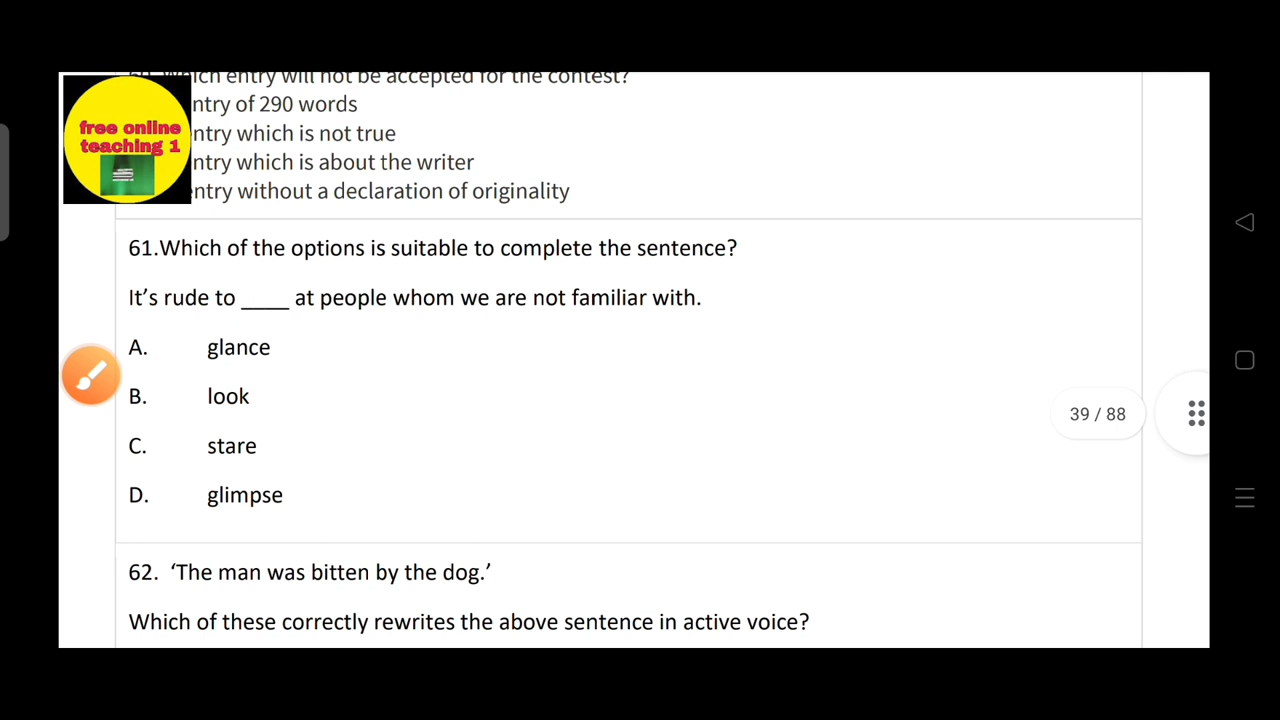 Which entry will not be accepted for the contest?
free online
teaching 1
ntry of 290 words
ntry which is not true
ntry which is about the writer
entry without a declaration of originality
61.Which of the options is suitable to complete the sentence?
It’s rude to ____ at people whom we are not familiar with.
A. glance
B. look
C. stare
D. glimpse
39 / 88
62. ‘The man was bitten by the dog.’
Which of these correctly rewrites the above sentence in active voice?